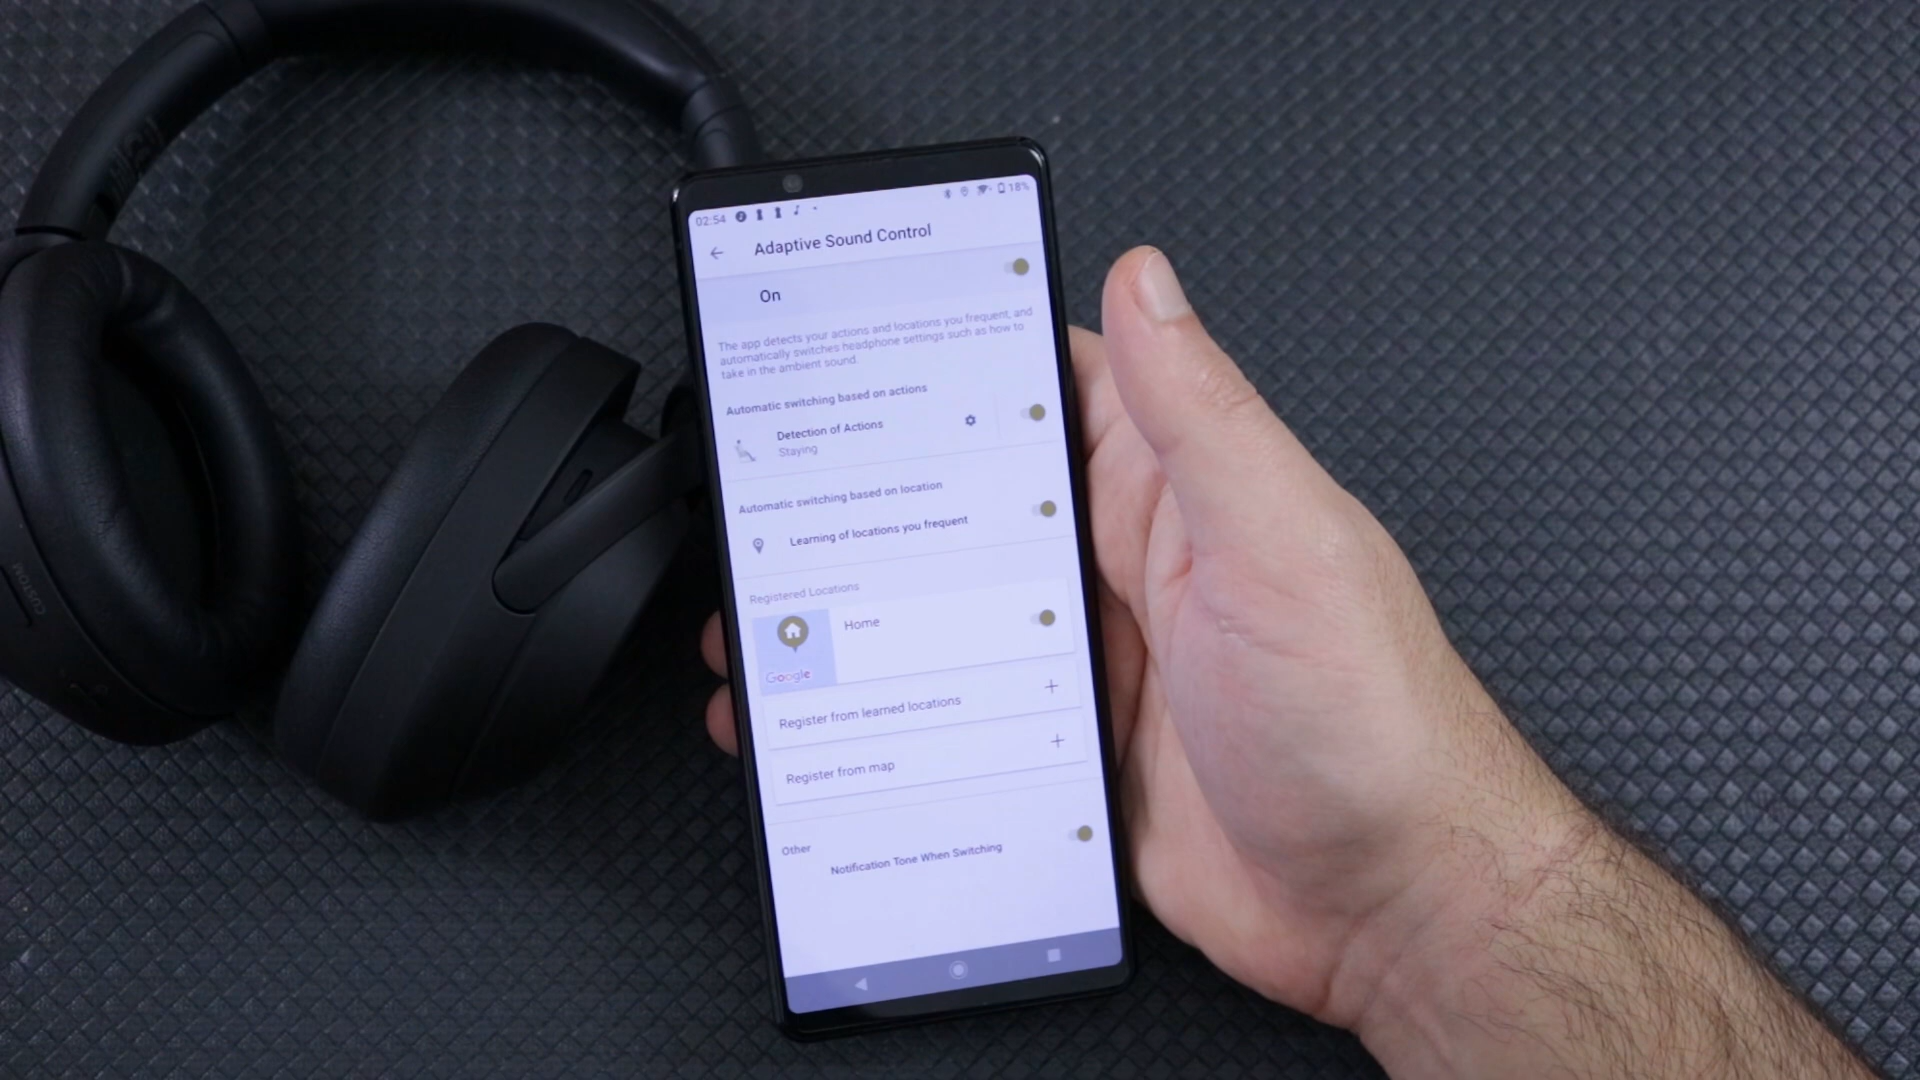 02:54
18%
Adaptive Sound Control
On
The app detects your actions and locations you frequent, and
automatically switches headphone settings such as how to
take in the ambient sound.
Automatic switching based on actions
Detection of Actions
Staying
Automatic switching based on location
Learning of locations you frequent
Registered Locations
Home
Google
Register from learned locations
Register from map
Other
Notification Tone When Switching
CUSTOM